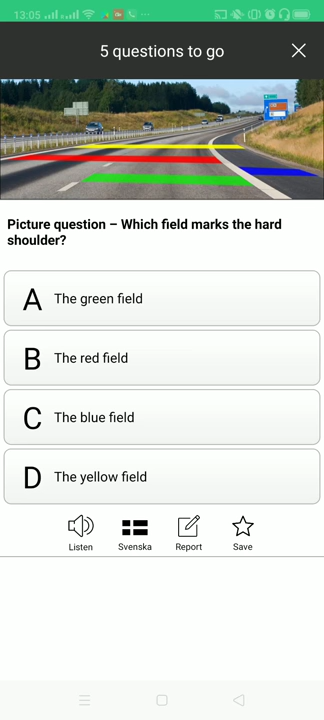 13:05
5 questions to go
Picture question – Which field marks the hard
shoulder?
A The green field
B The red field
C The blue field
D The yellow field
Listen
Svenska
Report
Save